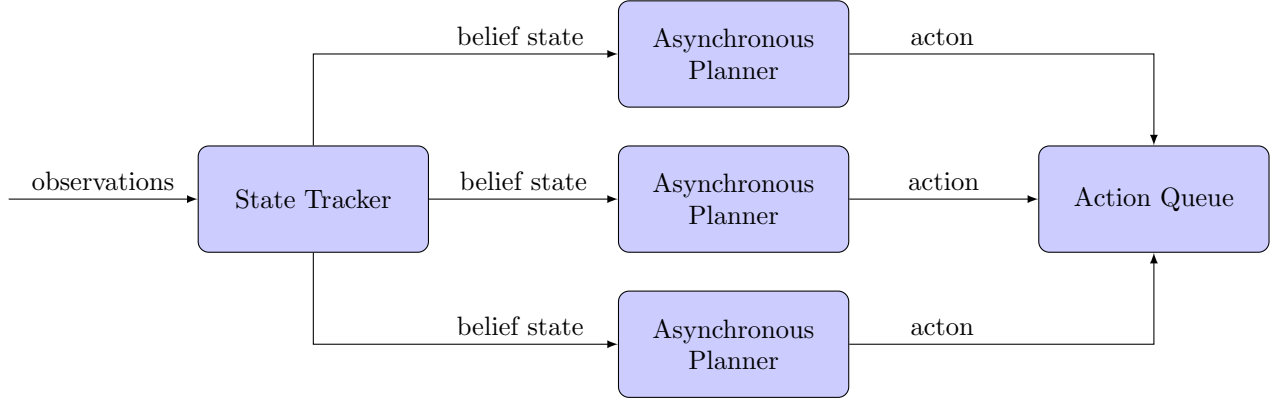 belief state
Asynchronous
Planner
acton
observations
State Tracker
belief state
Asynchronous
Planner
action
Action Queue
belief state
Asynchronous
Planner
acton